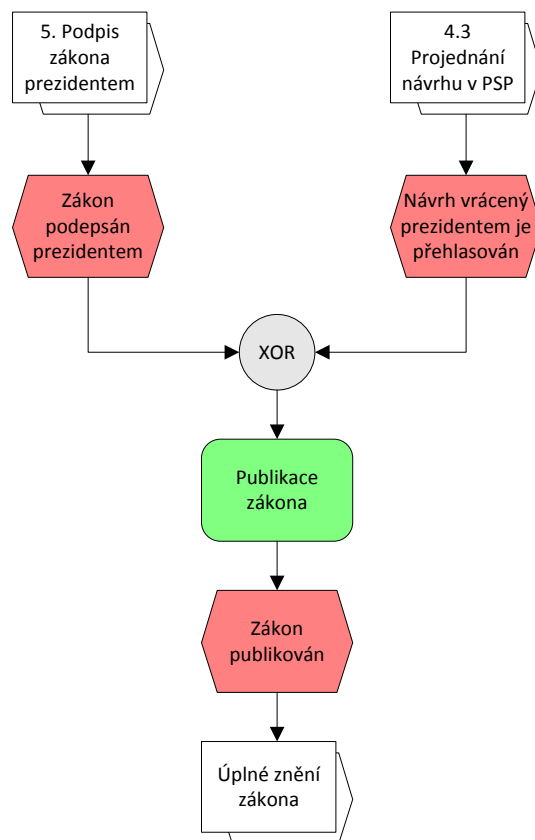 5. Podpis
zákona
prezidentem
4.3
Projednání
návrhu v PSP
Zákon
podepsán
prezidentem
Návrh vrácený
prezidentem je
přehlasován
XOR
Publikace
zákona
Zákon
publikován
Úplné znění
zákona